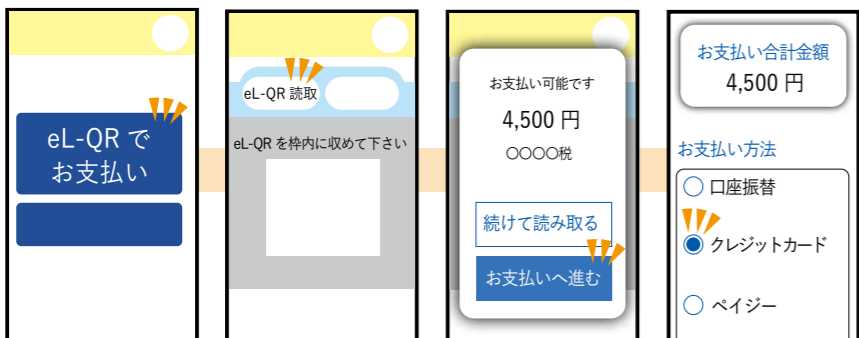 eL-QRで
お支払い
eL-QR 読取
eL-QRを枠内に収めて下さい
お支払い可能です
4,500 円
○○○○税
続けて読み取る
お支払いへ進む
お支払い合計金額
4,500 円
お支払い方法
口座振替
クレジットカード
ペイジー